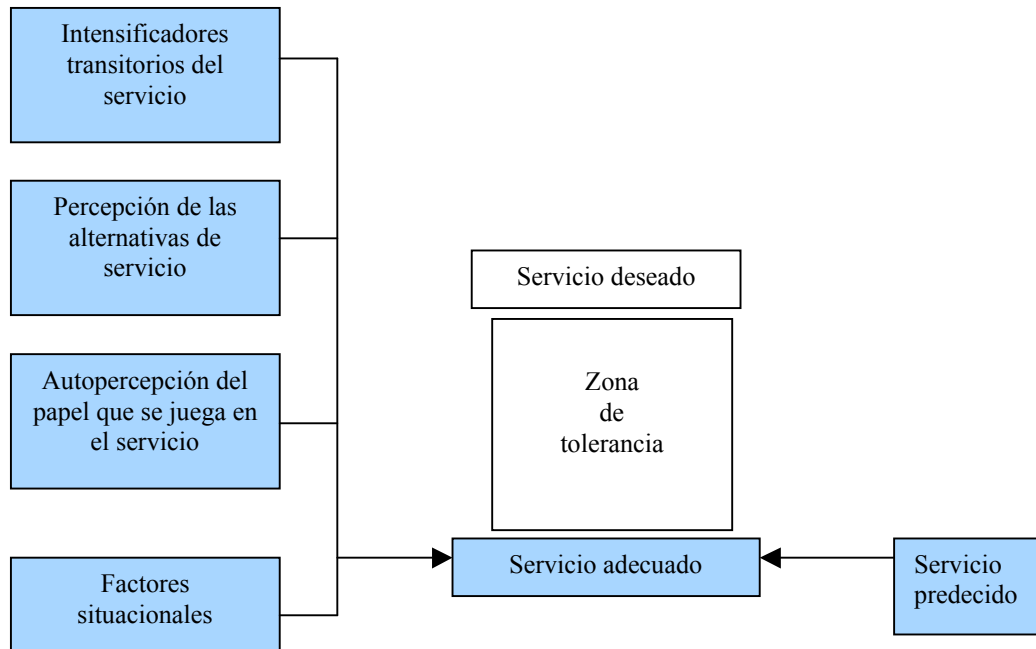 Intensificadores
transitorios del
servicio
Percepción de las
alternativas de
servicio
Autopercepción del
papel que se juega en
el servicio
Factores
situacionales
Servicio deseado
Zona
de
tolerancia
Servicio adecuado
Servicio
predecido